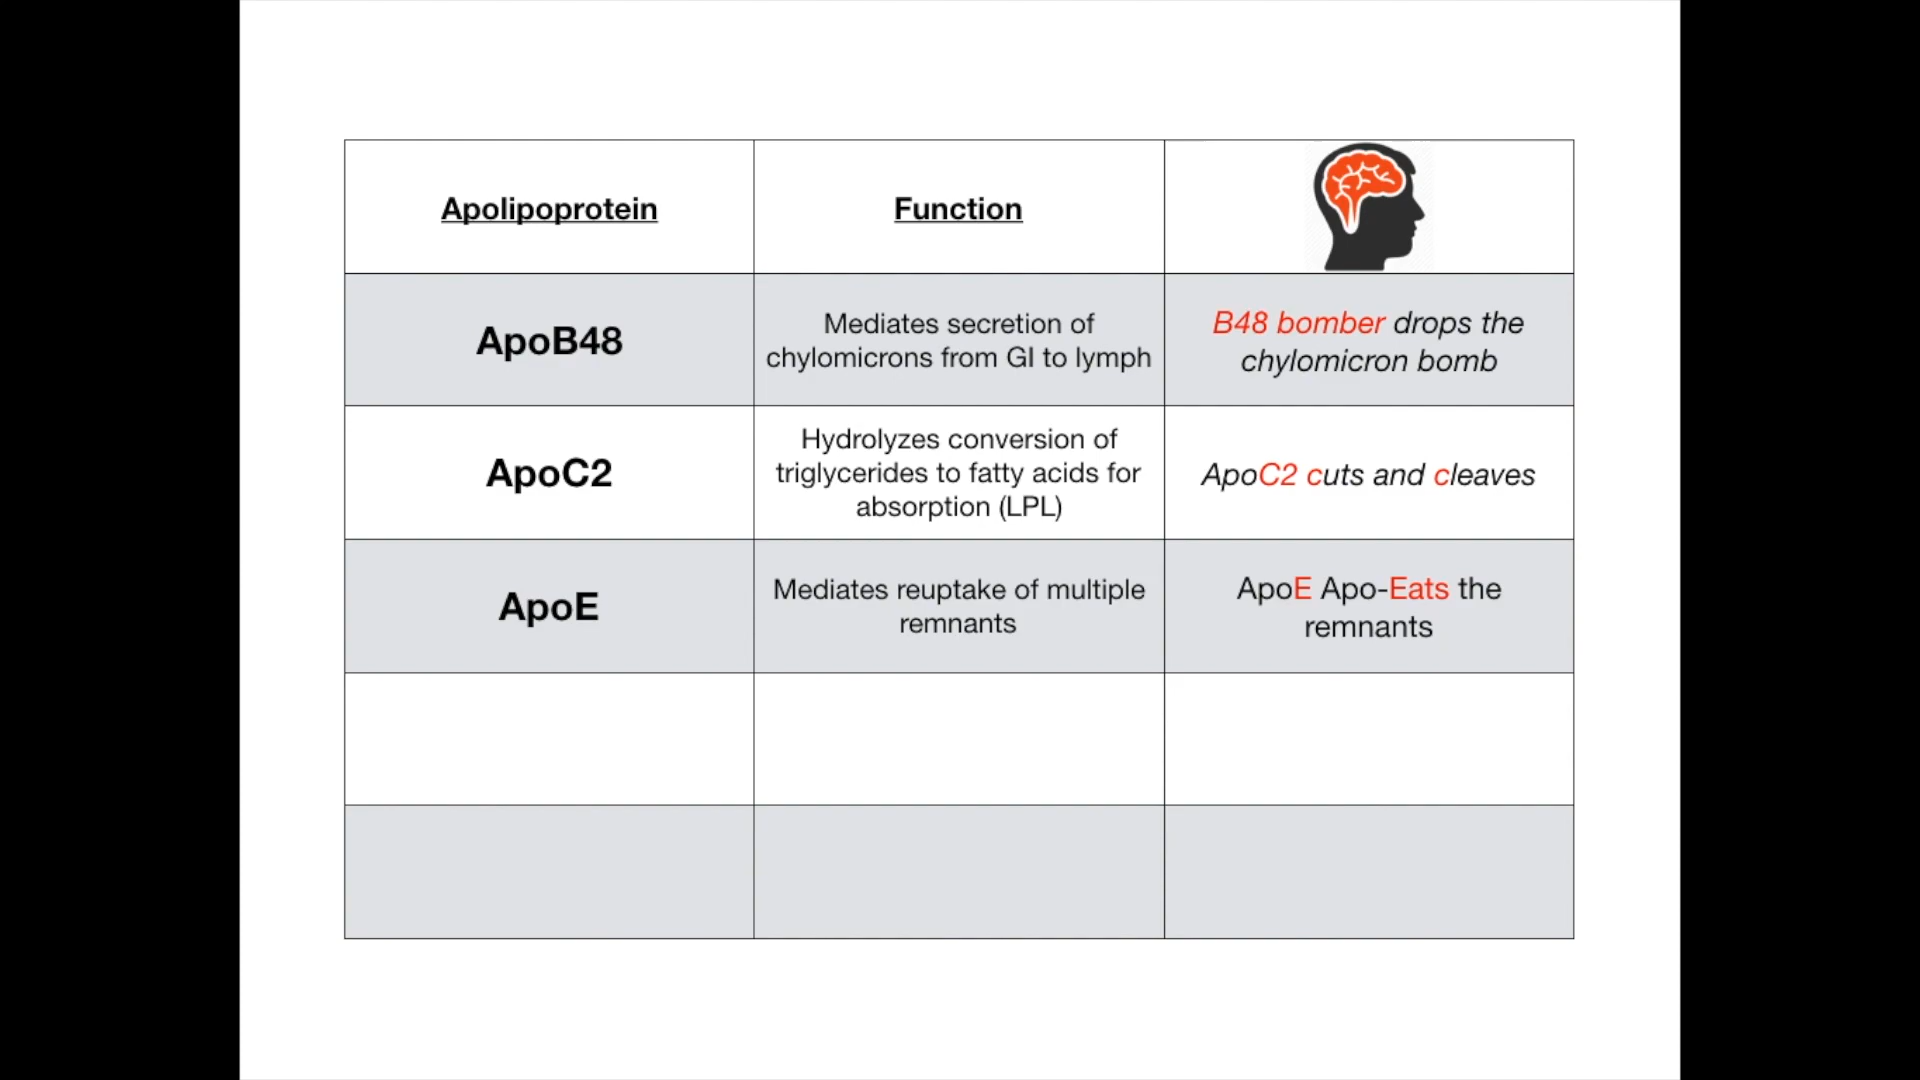 Apolipoprotein
Function
ApoB48
Mediates secretion of
chylomicrons from GI to lymph
B48 bomber drops the
chylomicron bomb
ApoC2
Hydrolyzes conversion of
triglycerides to fatty acids for
absorption (LPL)
ApoC2 cuts and cleaves
ApoE
Mediates reuptake of multiple
remnants
ApoE Apo-Eats the
remnants